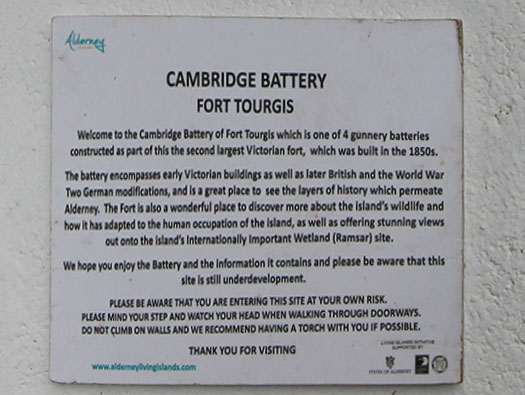 Alderney
CAMBRIDGE BATTERY
FORT TOURGIS
Welcome to the Cambridge Battery of Fort Tourgis which is one of 4 gunnery batteries
constructed as part of this the second largest Victorian fort, which was built in the 1850s.
The battery encompasses early Victorian buildings as well as later British and the World War
Two German modifications, and is a great place to see the layers of history which permeate
Alderney. The Fort is also a wonderful place to discover more about the island's wildlife and
how it has adapted to the human occupation of the island, as well as offering stunning views
out onto the island's Internationally Important Wetland (Ramsar) site.
We hope you enjoy the Battery and the information it contains and please be aware that this
site is still underdevelopment.
PLEASE BE AWARE THAT YOU ARE ENTERING THIS SITE AT YOUR OWN RISK.
PLEASE MIND YOUR STEP AND WATCH YOUR HEAD WHEN WALKING THROUGH DOORWAYS.
DO NOT CLIMB ON WALLS AND WE RECOMMEND HAVING A TORCH WITH YOU IF POSSIBLE.
THANK YOU FOR VISITING
LIVING ISLANDS INITIATIVE
SUPPORTED BY
www.alderneylivingislands.com
STATES OF ALDERNEY